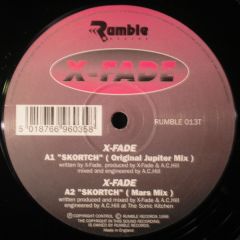 Rumble
RECORDS
X-FADE
RUMBLE 013T
5 018766 960358
X-FADE
A1 "SKORTCH" ( Original Jupiter Mix )
written by X-Fade, produced by X-Fade & A.C.Hill
mixed and engineered by A.C.Hill
X-FADE
A2 "SKORTCH" ( Mars Mix )
written, produced and mixed by X-Fade & A.C.Hill
engineered by A.C.Hill at The Sonic Kitchen
Made in England